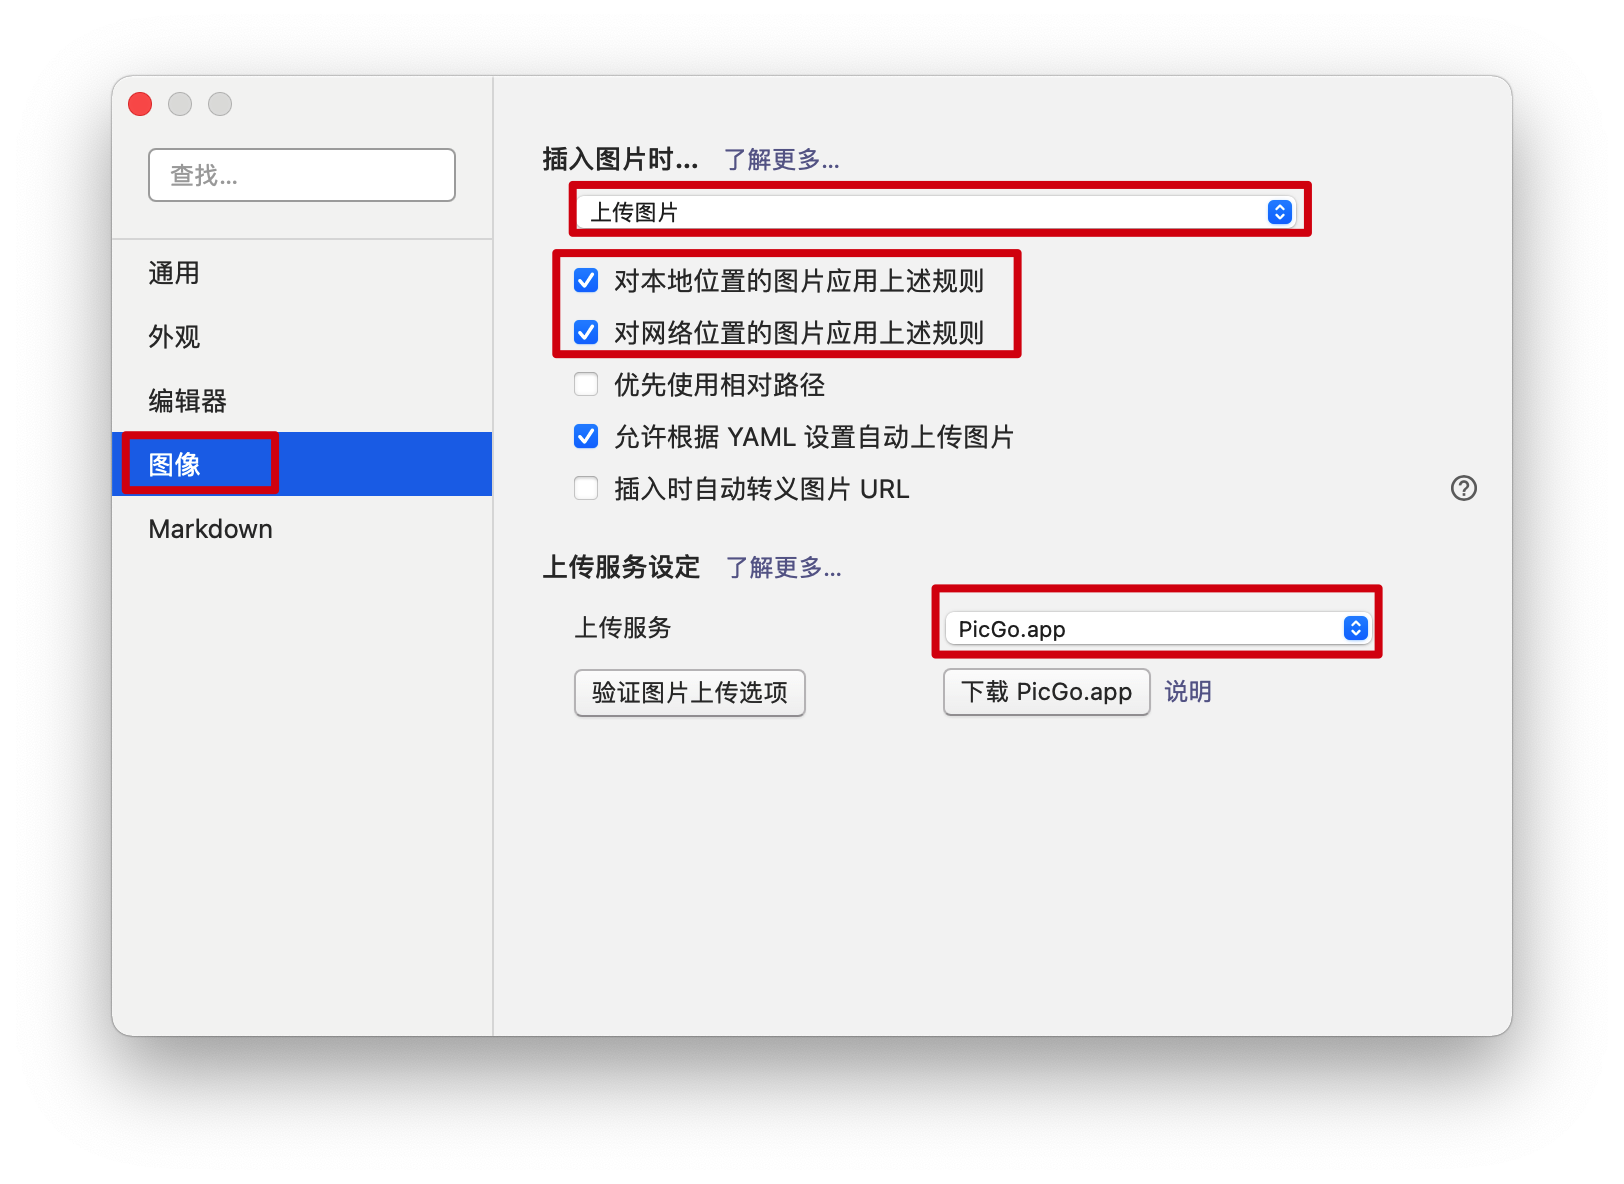 查找...
通用
外观
编辑器
图像
Markdown
插入图片时... 了解更多...
上传图片
对本地位置的图片应用上述规则
对网络位置的图片应用上述规则
优先使用相对路径
允许根据 YAML 设置自动上传图片
插入时自动转义图片 URL
上传服务设定 了解更多...
上传服务 PicGo.app
验证图片上传选项 下载 PicGo.app 说明